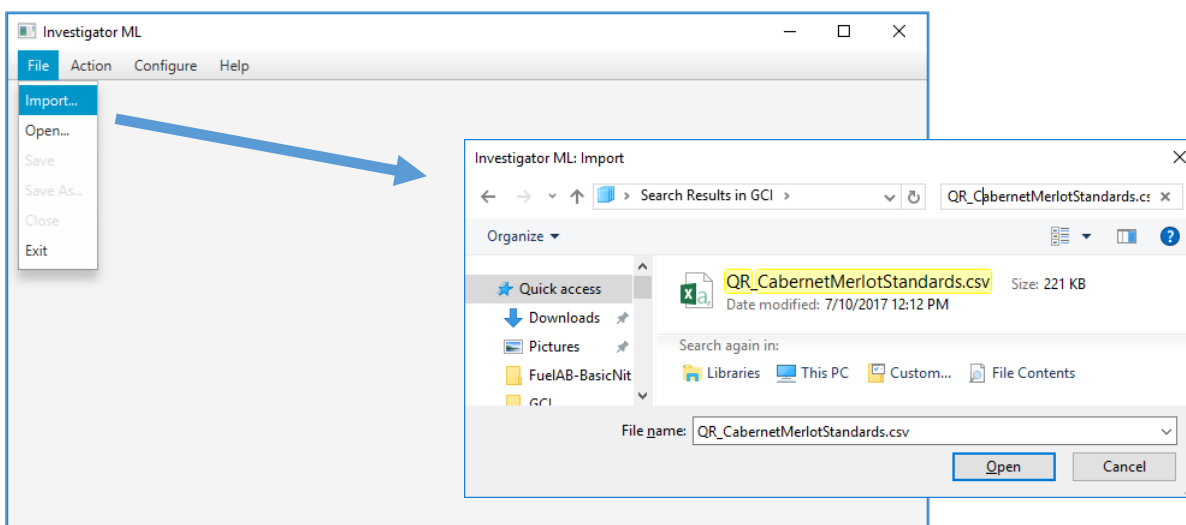 Investigator ML
File Action Configure Help
Import...
Open...
Save
Save As...
Close
Exit
Investigator ML: Import
Search Results in GCI
QR_CabernetMerlotStandards.cs
Organize
Quick access
Downloads
Pictures
FuelAB-BasicNit
GCI
QR_CabernetMerlotStandards.csv Size: 221 KB
Date modified: 7/10/2017 12:12 PM
Search again in:
Libraries This PC Custom... File Contents
File name: QR_CabernetMerlotStandards.csv
Open Cancel